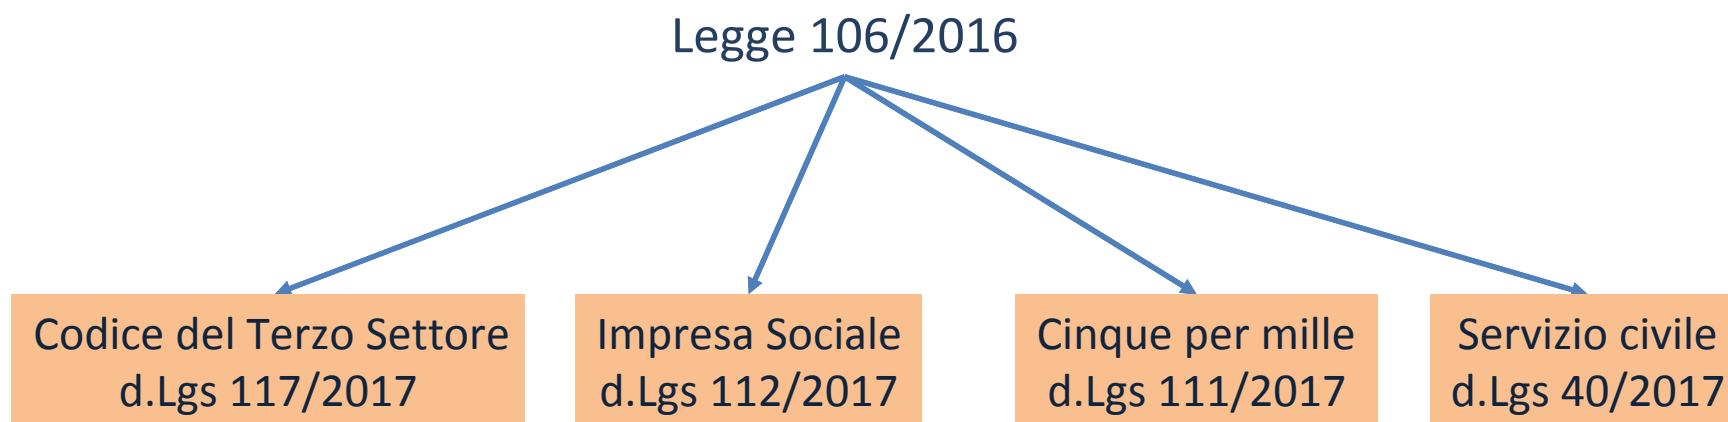 Legge 106/2016
Codice del Terzo Settore
d.Lgs 117/2017
Impresa Sociale
d.Lgs 112/2017
Cinque per mille
d.Lgs 111/2017
Servizio civile
d.Lgs 40/2017